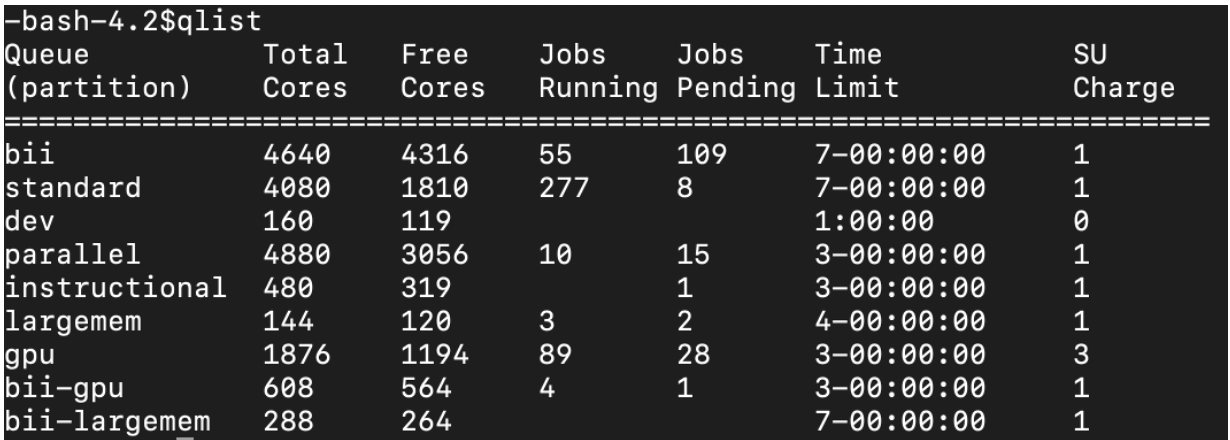 -bash-4.2$qlist
Queue Total Free Jobs Jobs Time SU
(partition) Cores Cores Running Pending Limit Charge
=======================================================================
bii 4640 4316 55 109 7-00:00:00 1
standard 4080 1810 277 8 7-00:00:00 1
dev 160 119 1:00:00 0
parallel 4880 3056 10 15 3-00:00:00 1
instructional 480 319 1 3-00:00:00 1
largemem 144 120 3 2 4-00:00:00 1
gpu 1876 1194 89 28 3-00:00:00 3
bii-gpu 608 564 4 1 3-00:00:00 1
bii-largemem 288 264 7-00:00:00 1